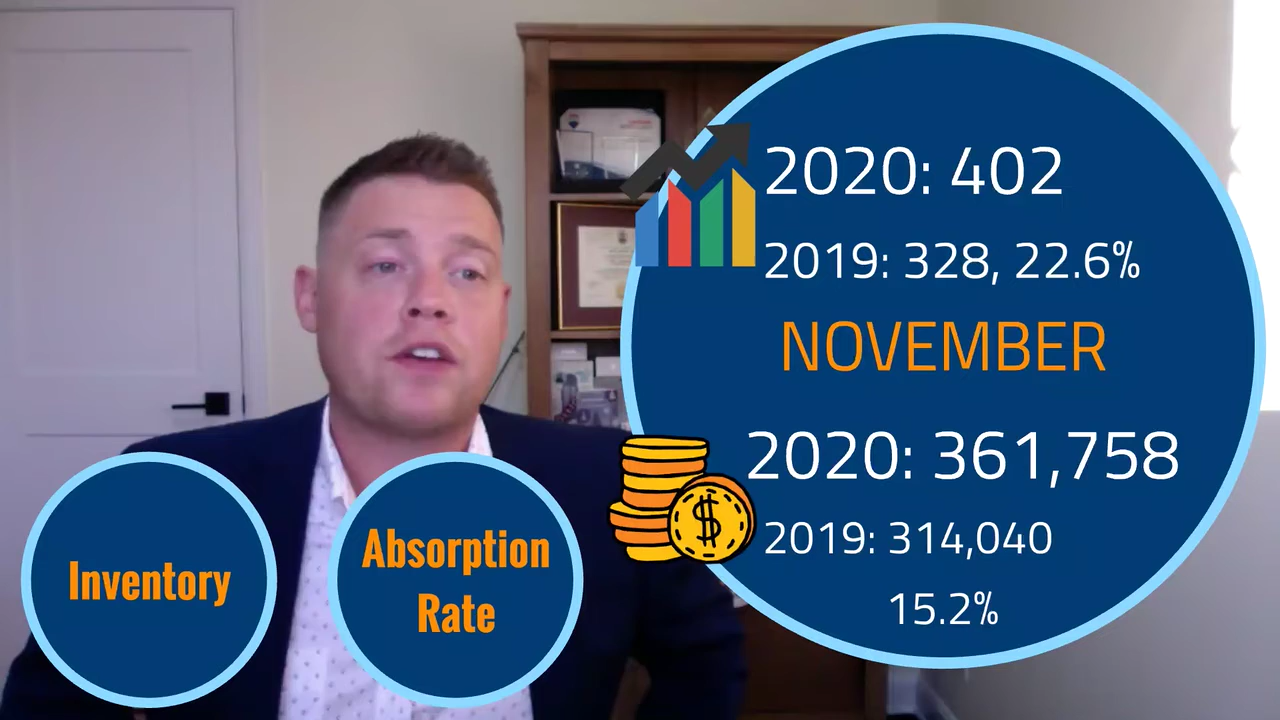 2020: 402
2019: 328, 22.6%
NOVEMBER
2020: 361,758
2019: 314,040
15.2%
Inventory
Absorption
Rate